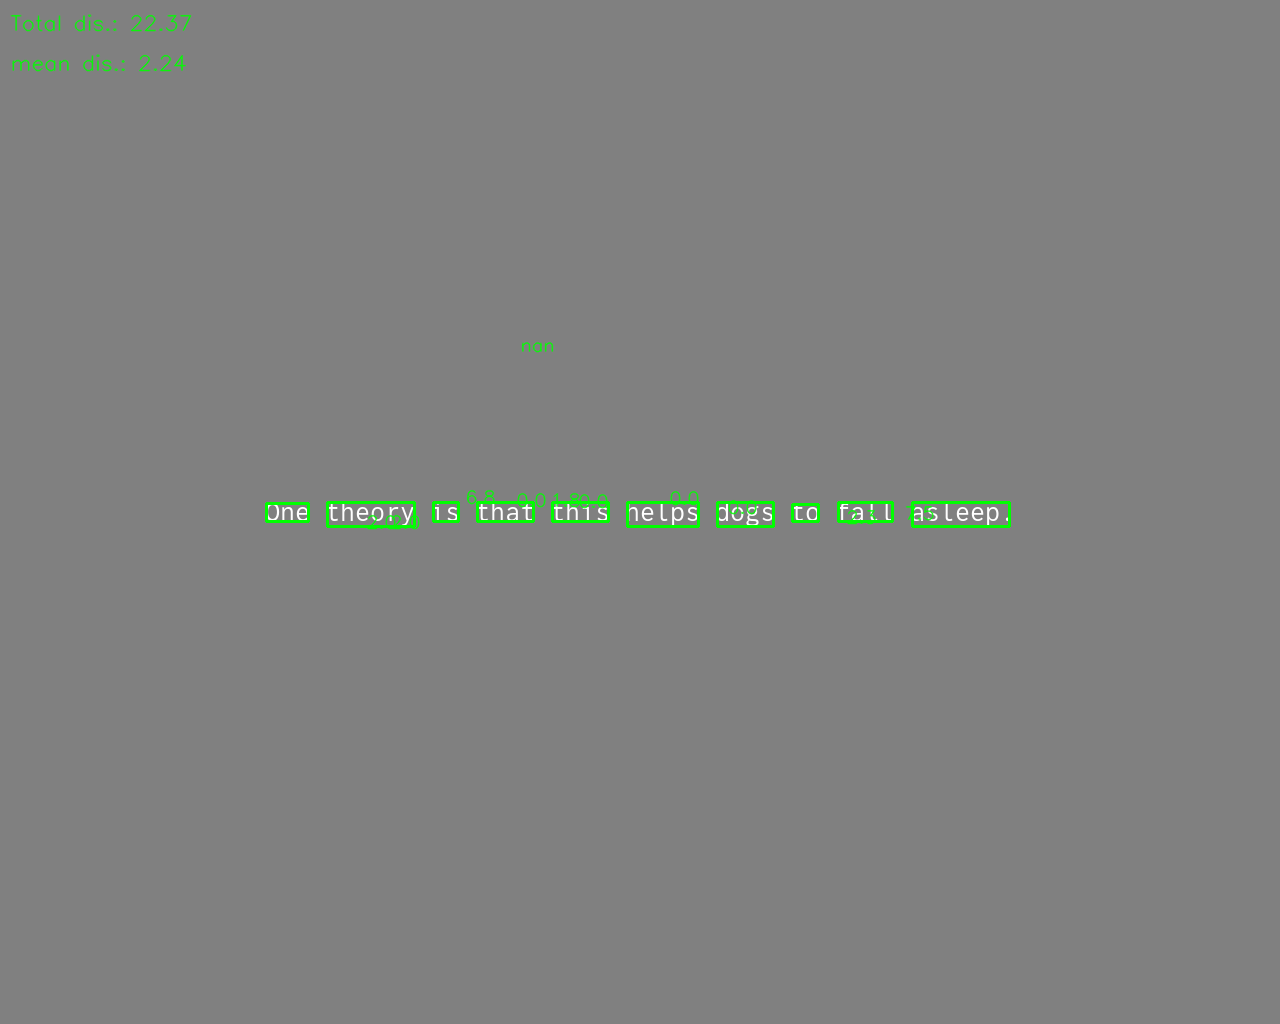 Total dis.: 22.37
mean dis.: 2.24
nan
6.8 0.0 1.8 0.0 0.0
One theory is that this helps dogs to fall asleep.